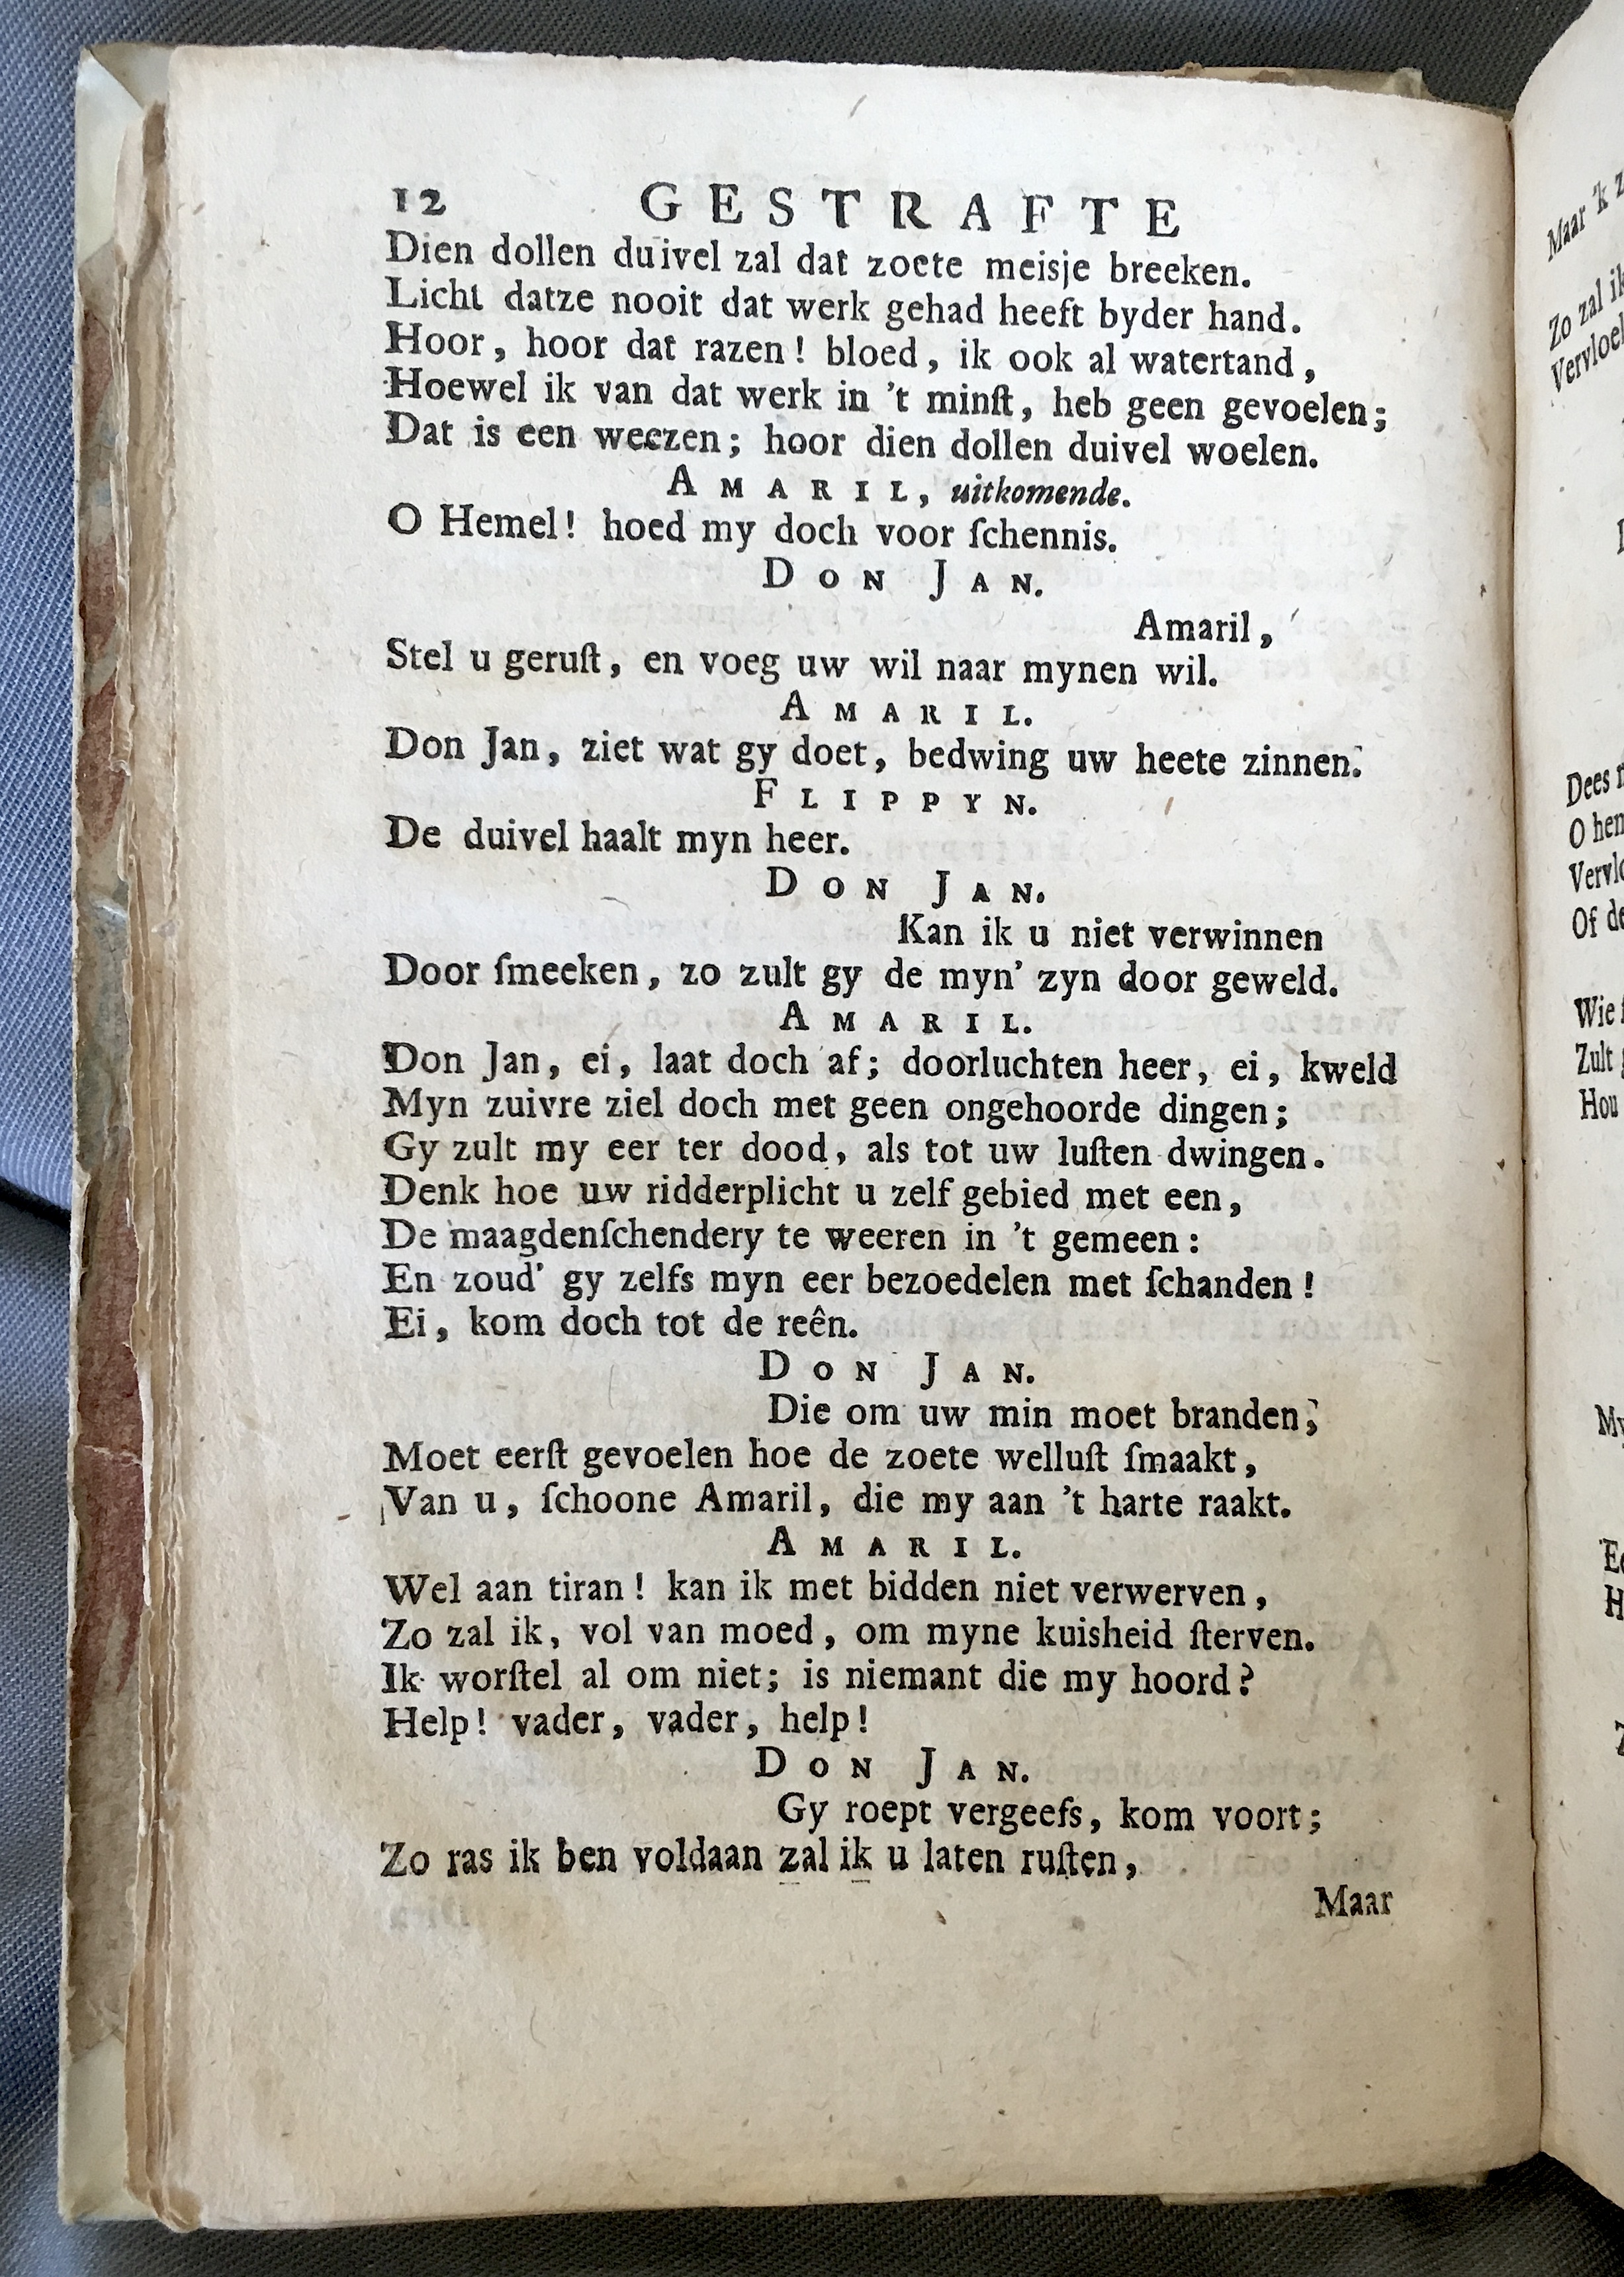 12 GESTRAFTE
Dien dollen duivel zal dat zoete meisje breeken.
Licht datze nooit dat werk gehad heeft byder hand.
Hoor, hoor dat razen! bloed, ik ook al watertand,
Hoewel ik van dat werk in 't minſt, heb geen gevoelen;
Dat is een weezen; hoor dien dollen duivel woelen.
AMARIL, uitkomende.
O Hemel! hoed my doch voor ſchennis.
DON JAN.
Amaril,
Stel u geruſt, en voeg uw wil naar mynen wil.
AMARIL.
Don Jan, ziet wat gy doet, bedwing uw heete zinnen.
FLIPPYN.
De duivel haalt myn heer.
DON JAN.
Kan ik u niet verwinnen
Door ſmeeken, zo zult gy de myn' zyn door geweld.
AMARIL.
Don Jan, ei, laat doch af; doorluchten heer, ei, kweld
Myn zuivre ziel doch met geen ongehoorde dingen;
Gy zult my eer ter dood, als tot uw luſten dwingen.
Denk hoe uw ridderplicht u zelf gebied met een,
De maagdenſchendery te weeren in 't gemeen:
En zoud' gy zelfs myn eer bezoedelen met ſchanden!
Ei, kom doch tot de reên.
DON JAN.
Die om uw min moet branden,
Moet eerſt gevoelen hoe de zoete welluſt ſmaakt,
Van u, ſchoone Amaril, die my aan 't harte raakt.
AMARIL.
Wel aan tiran! kan ik met bidden niet verwerven,
Zo zal ik, vol van moed, om myne kuisheid ſterven.
Ik worſtel al om niet; is niemant die my hoord?
Help! vader, vader, help!
DON JAN.
Gy roept vergeefs, kom voort;
Zo ras ik ben voldaan zal ik u laten ruſten,
Maar
Maar 'k
Zo zal ik
Dees
Vervl
Of de
Wie
Zult
Hou